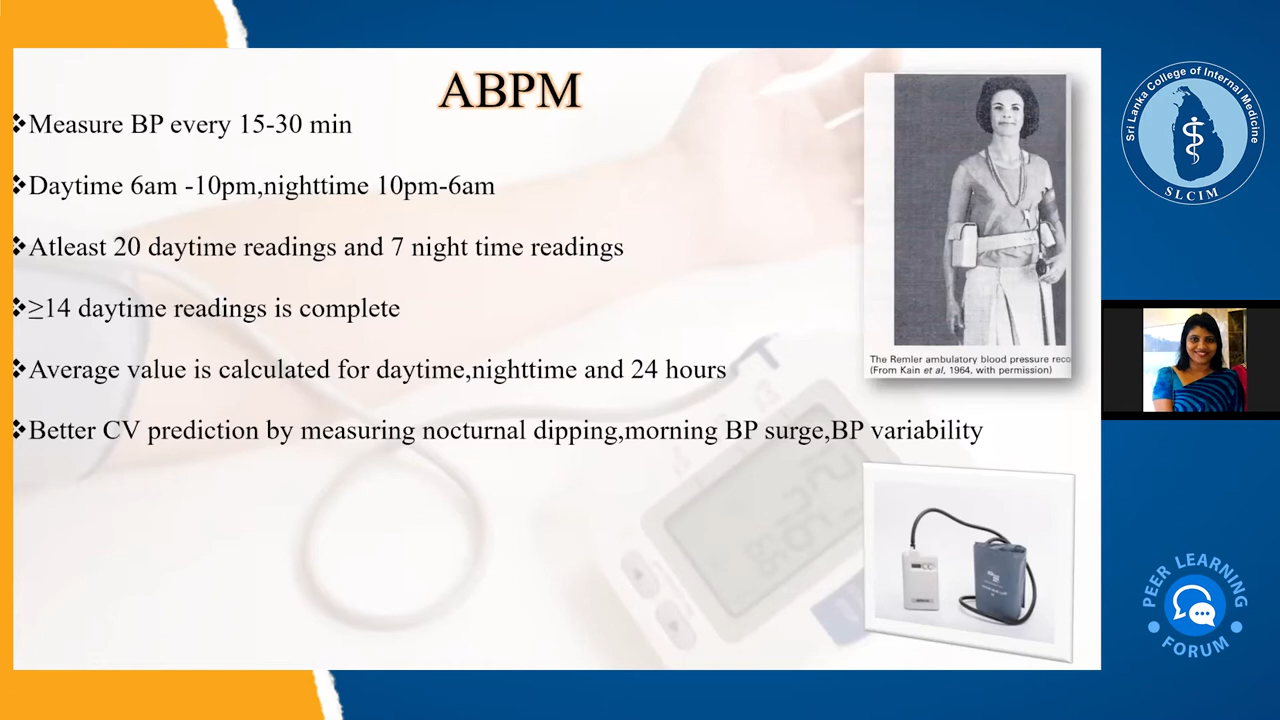 ABPM
❖Measure BP every 15-30 min
❖Daytime 6am -10pm,nighttime 10pm-6am
❖Atleast 20 daytime readings and 7 night time readings
❖≥14 daytime readings is complete
❖Average value is calculated for daytime,nighttime and 24 hours
❖Better CV prediction by measuring nocturnal dipping,morning BP surge,BP variability
The Remler ambulatory blood pressure reco
(From Kain et al, 1964, with permission)
Sri Lanka College of Internal Medicine
SLCIM
PEER LEARNING
FORUM